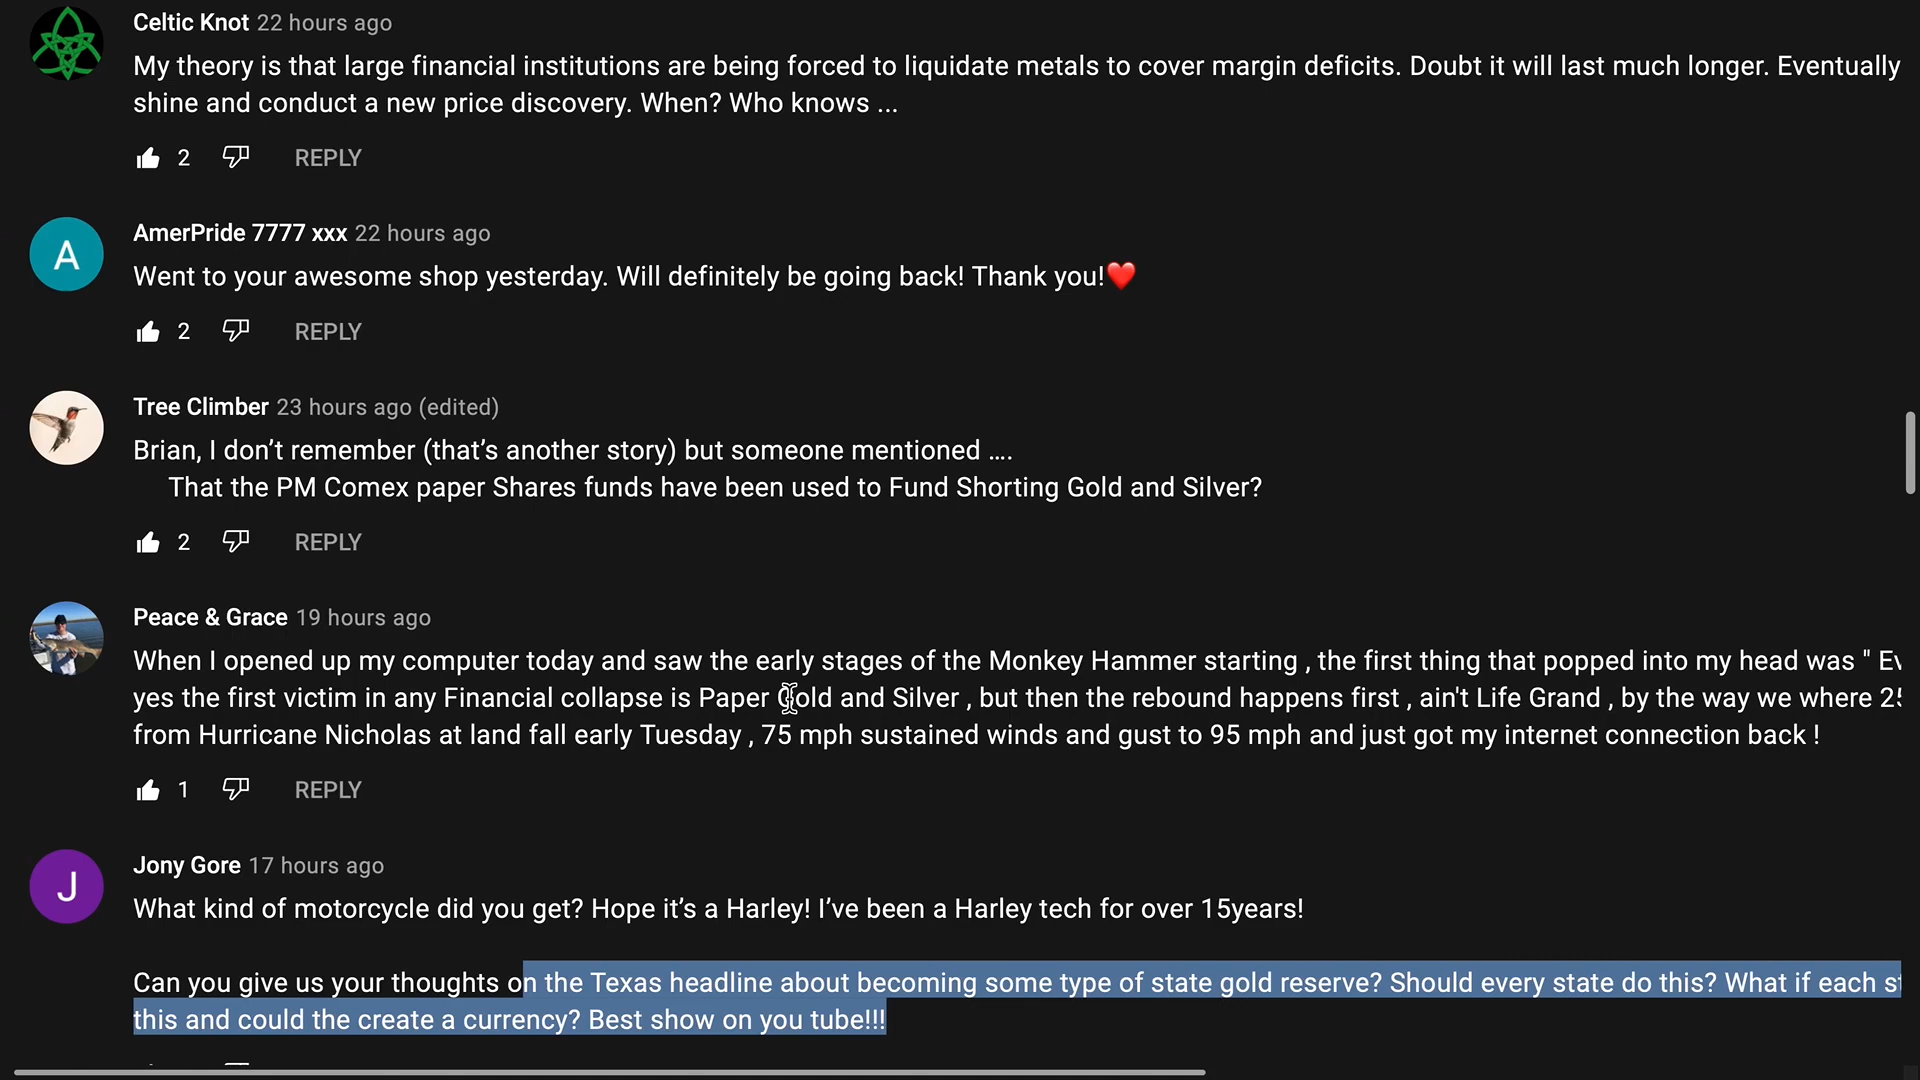 Celtic Knot 22 hours ago
My theory is that large financial institutions are being forced to liquidate metals to cover margin deficits. Doubt it will last much longer. Eventually
shine and conduct a new price discovery. When? Who knows ...
2 REPLY
A
AmerPride 7777 xxx 22 hours ago
Went to your awesome shop yesterday. Will definitely be going back! Thank you!❤️
2 REPLY
Tree Climber 23 hours ago (edited)
Brian, I don’t remember (that’s another story) but someone mentioned ….
That the PM Comex paper Shares funds have been used to Fund Shorting Gold and Silver?
2 REPLY
Peace & Grace 19 hours ago
When I opened up my computer today and saw the early stages of the Monkey Hammer starting , the first thing that popped into my head was "
yes the first victim in any Financial collapse is Paper Gold and Silver , but then the rebound happens first , ain't Life Grand , by the way we where
from Hurricane Nicholas at land fall early Tuesday , 75 mph sustained winds and gust to 95 mph and just got my internet connection back !
1 REPLY
J
Jony Gore 17 hours ago
What kind of motorcycle did you get? Hope it’s a Harley! I’ve been a Harley tech for over 15years!
Can you give us your thoughts on the Texas headline about becoming some type of state gold reserve? Should every state do this? What if each
this and could the create a currency? Best show on you tube!!!